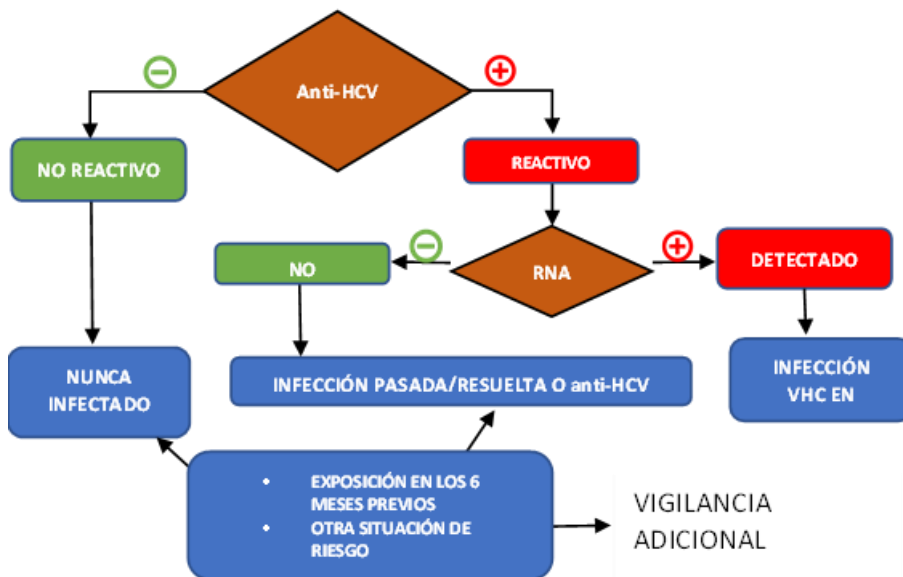 Anti-HCV
NO REACTIVO
REACTIVO
NO
RNA
DETECTADO
NUNCA
INFECTADO
INFECCIÓN PASADA/RESUELTA O anti-HCV
INFECCIÓN
VHC EN
• EXPOSICIÓN EN LOS 6
MESES PREVIOS
• OTRA SITUACIÓN DE
RIESGO
VIGILANCIA
ADICIONAL